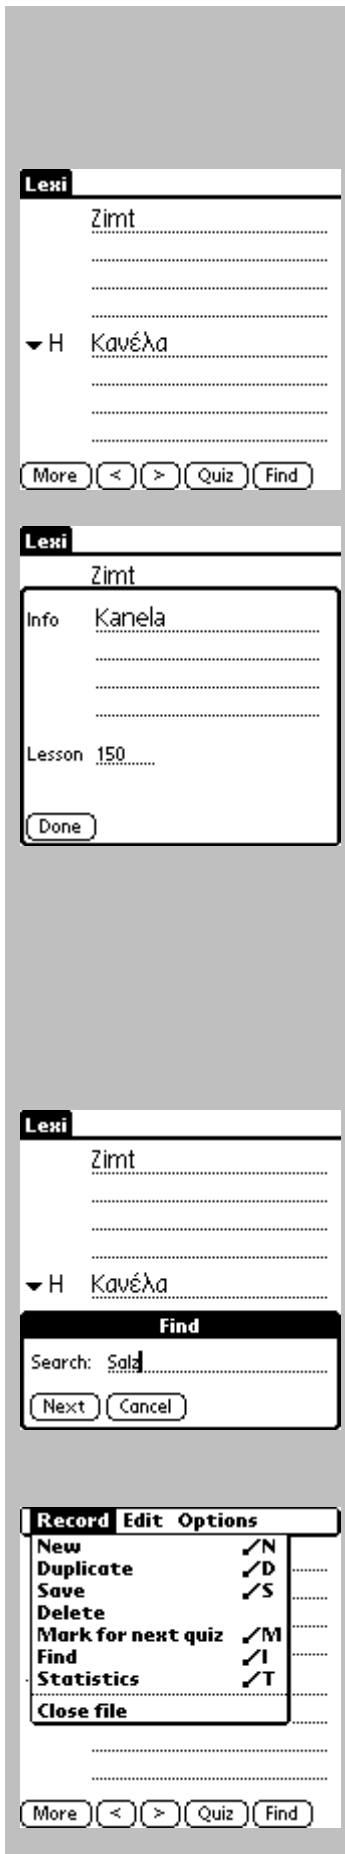 Lexi
Zimt
H Κανέλα
More < > Quiz Find
Lexi
Zimt
Info Kanela
Lesson 150
Done
Lexi
Zimt
H Κανέλα
Find
Search: Salz
Next Cancel
Record Edit Options
New /N
Duplicate /D
Save /S
Delete
Mark for next quiz /M
Find /I
Statistics /T
Close file
More < > Quiz Find